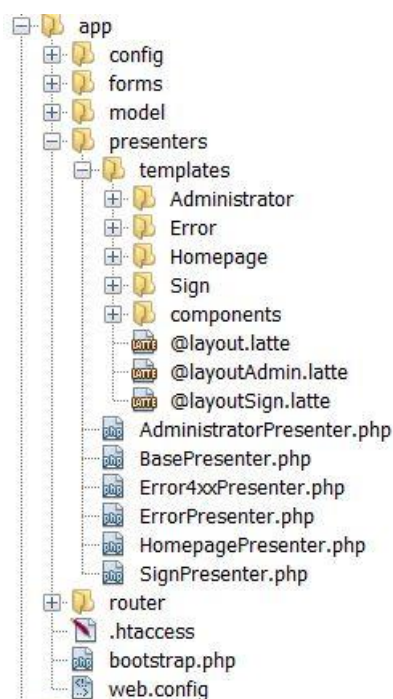 app
config
forms
model
presenters
templates
Administrator
Error
Homepage
Sign
components
@layout.latte
@layoutAdmin.latte
@layoutSign.latte
AdministratorPresenter.php
BasePresenter.php
Error4xxPresenter.php
ErrorPresenter.php
HomepagePresenter.php
SignPresenter.php
router
.htaccess
bootstrap.php
web.config